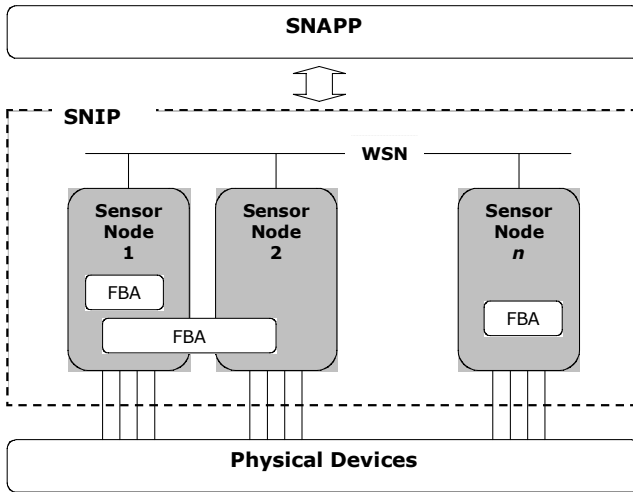 SNAPP
SNIP
WSN
Sensor
Node
1
Sensor
Node
2
Sensor
Node
n
FBA
FBA
FBA
Physical Devices